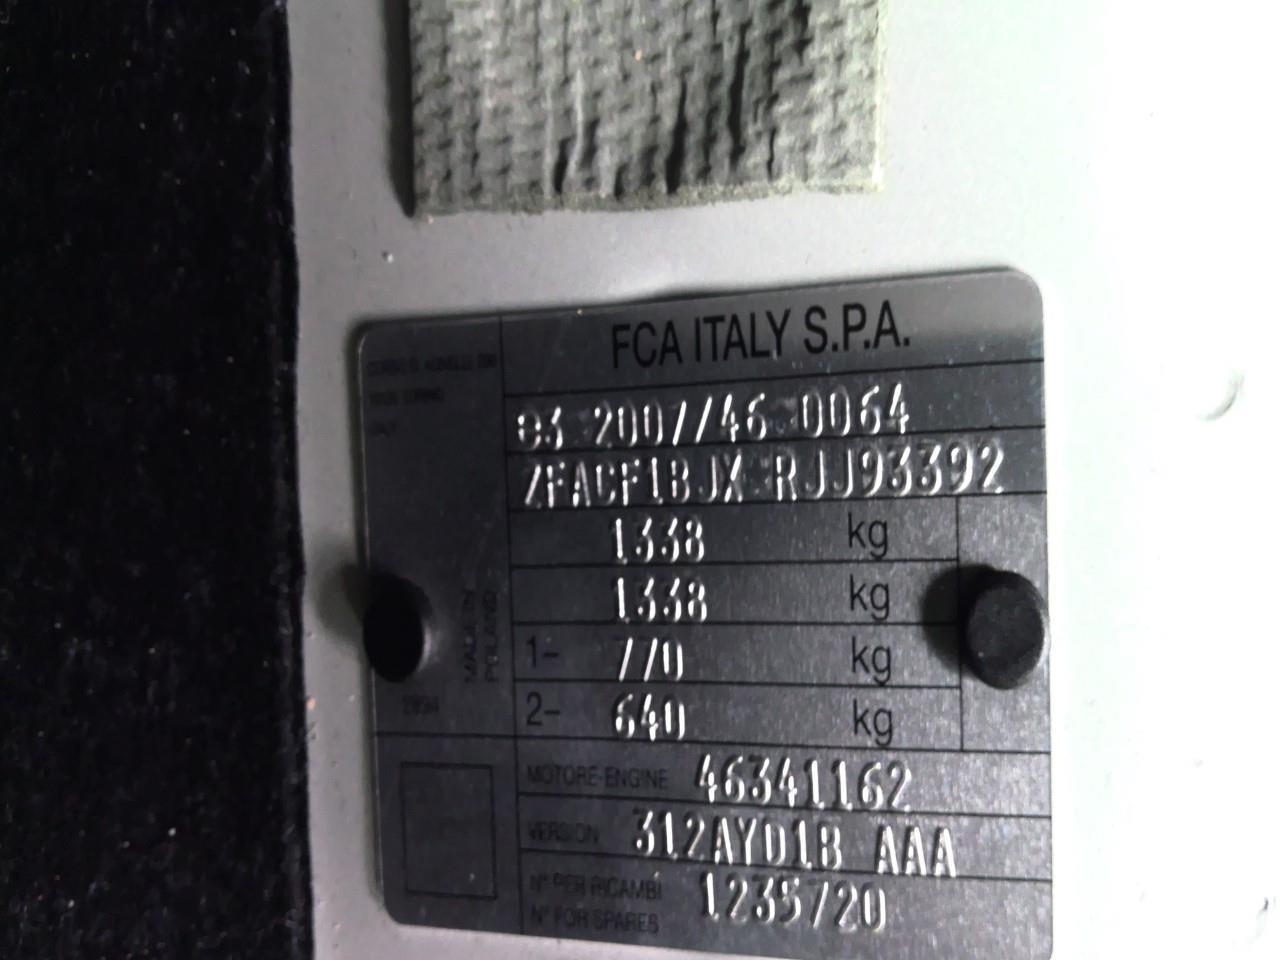 FCA ITALY S.P.A.
e3 2007/46 0064
ZFACF1BJX RJJ93392
1338 kg
1338 kg
1- 770 kg
2- 640 kg
MADE IN
POLAND
MOTORE-ENGINE 46341162
VERSION 312AYD1B AAA
N° PER RICAMBI
N° FOR SPARES
1235720